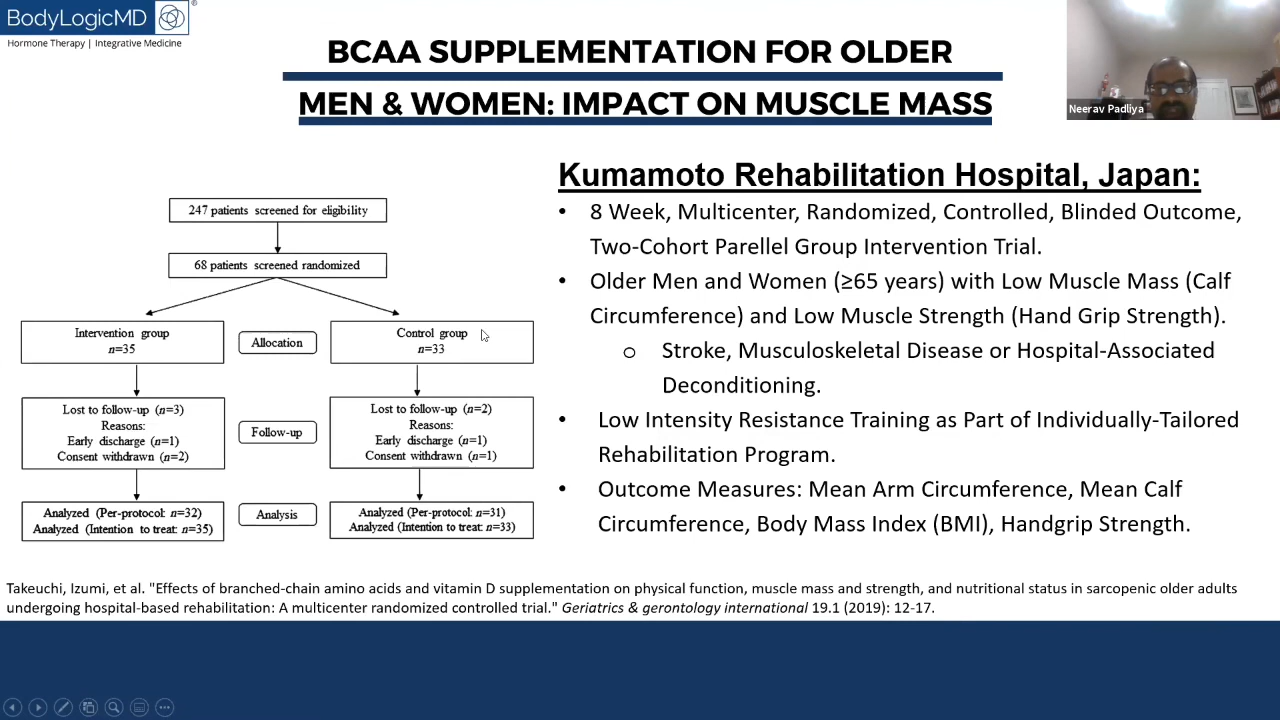 BodyLogicMD
®
Hormone Therapy | Integrative Medicine
BCAA SUPPLEMENTATION FOR OLDER
MEN & WOMEN: IMPACT ON MUSCLE MASS
Neerav Padliya
247 patients screened for eligibility
68 patients screened randomized
Intervention group
n=35
Allocation
Control group
n=33
Lost to follow-up (n=3)
Reasons:
Early discharge (n=1)
Consent withdrawn (n=2)
Follow-up
Lost to follow-up (n=2)
Reasons:
Early discharge (n=1)
Consent withdrawn (n=1)
Analyzed (Per-protocol: n=32)
Analyzed (Intention to treat: n=35)
Analysis
Analyzed (Per-protocol: n=31)
Analyzed (Intention to treat: n=33)
Kumamoto Rehabilitation Hospital, Japan:
• 8 Week, Multicenter, Randomized, Controlled, Blinded Outcome,
Two-Cohort Parellel Group Intervention Trial.
• Older Men and Women (≥65 years) with Low Muscle Mass (Calf
Circumference) and Low Muscle Strength (Hand Grip Strength).
o Stroke, Musculoskeletal Disease or Hospital-Associated
Deconditioning.
• Low Intensity Resistance Training as Part of Individually-Tailored
Rehabilitation Program.
• Outcome Measures: Mean Arm Circumference, Mean Calf
Circumference, Body Mass Index (BMI), Handgrip Strength.
Takeuchi, Izumi, et al. "Effects of branched-chain amino acids and vitamin D supplementation on physical function, muscle mass and strength, and nutritional status in sarcopenic older adults
undergoing hospital-based rehabilitation: A multicenter randomized controlled trial." Geriatrics & gerontology international 19.1 (2019): 12-17.